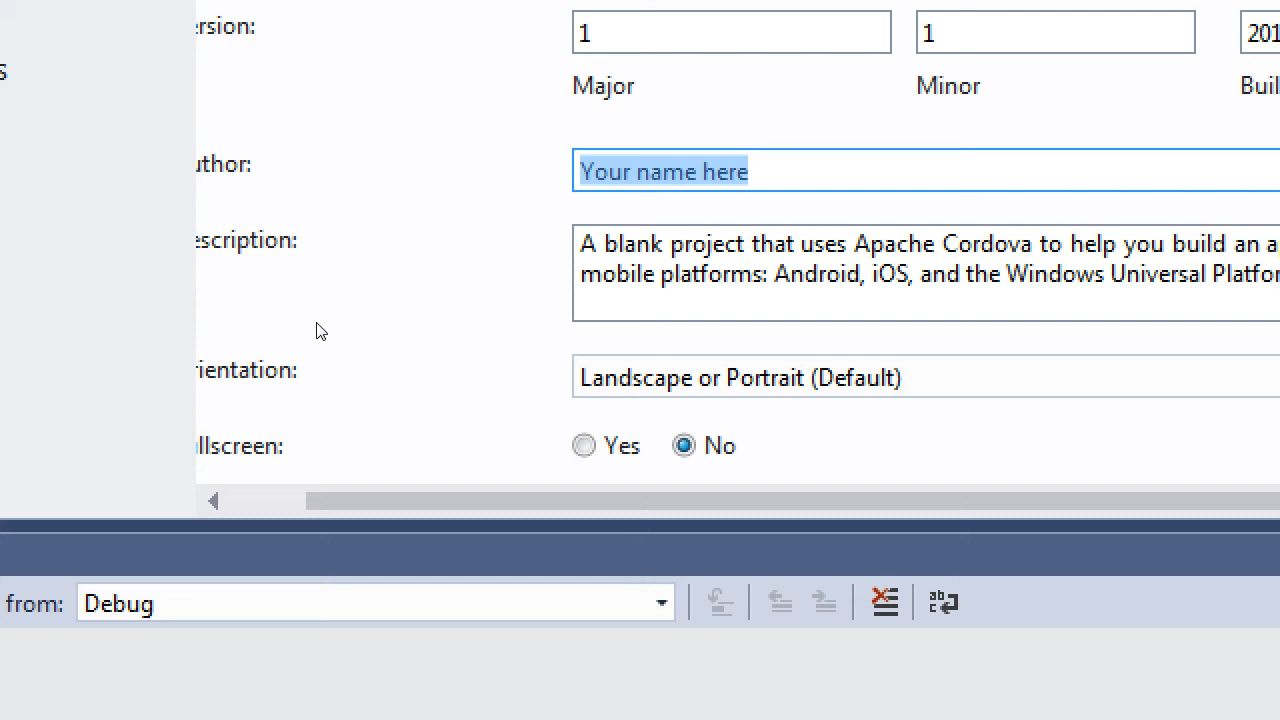 ersion:
1
1
201
Major
Minor
Buil
uthor:
Your name here
escription:
A blank project that uses Apache Cordova to help you build an a
mobile platforms: Android, iOS, and the Windows Universal Platfor
rientation:
Landscape or Portrait (Default)
llscreen:
Yes
No
from:
Debug